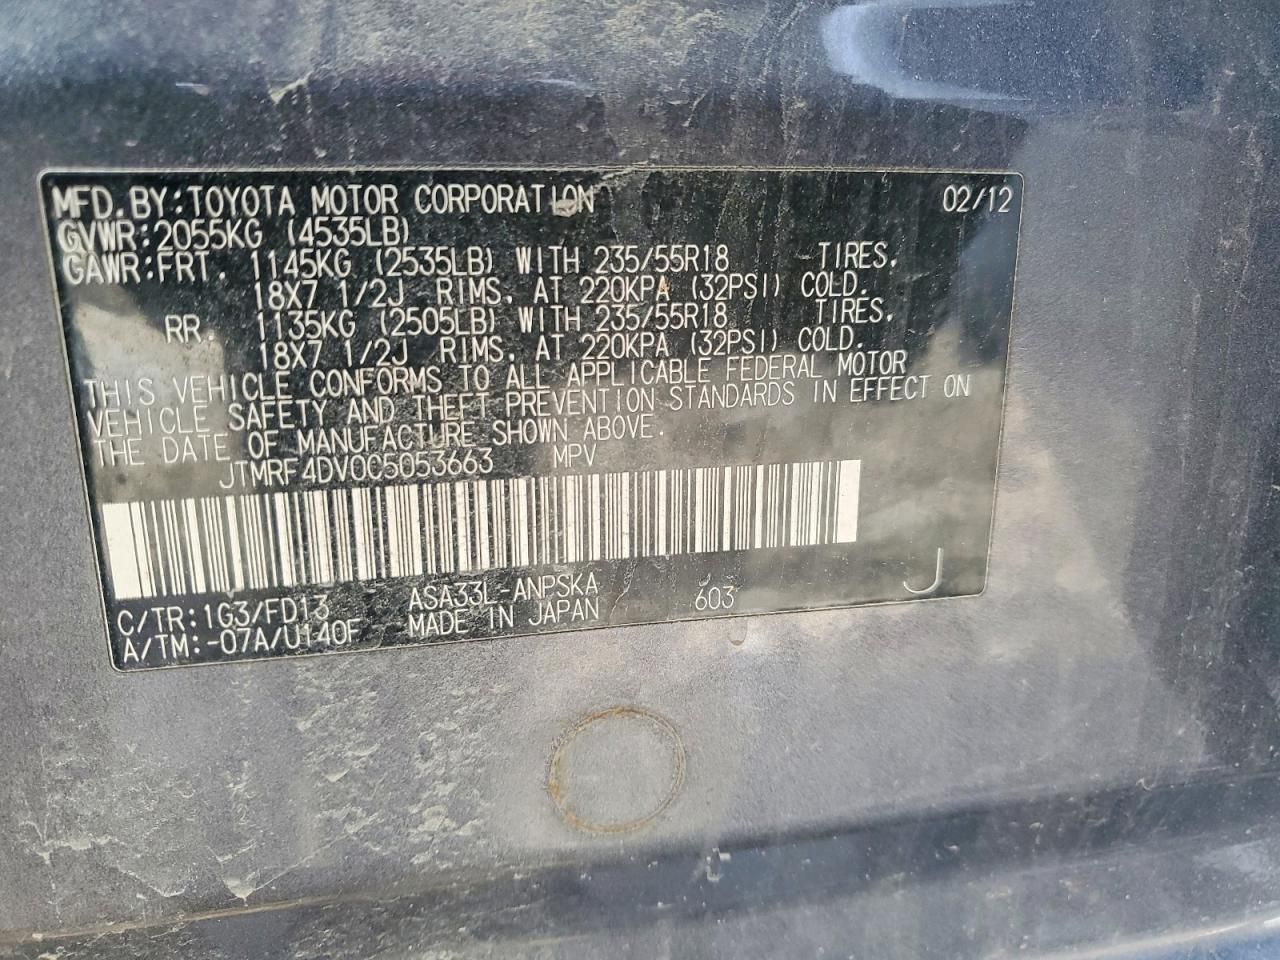 MFD. BY: TOYOTA MOTOR CORPORATION 02/12
GVWR: 2055KG (4535LB)
GAWR: FRT. 1145KG (2535LB) WITH 235/55R18 TIRES.
18X7 1/2J RIMS, AT 220KPA (32PSI) COLD.
RR. 1135KG (2505LB) WITH 235/55R18 TIRES.
18X7 1/2J RIMS, AT 220KPA (32PSI) COLD.
THIS VEHICLE CONFORMS TO ALL APPLICABLE FEDERAL MOTOR
VEHICLE SAFETY AND THEFT PREVENTION STANDARDS IN EFFECT ON
THE DATE OF MANUFACTURE SHOWN ABOVE.
JTMRF4DV0C5053663 MPV
C/TR: 1G3/FD13 ASA33L-ANPSKA 603 J
A/TM: -07A/U140F MADE IN JAPAN